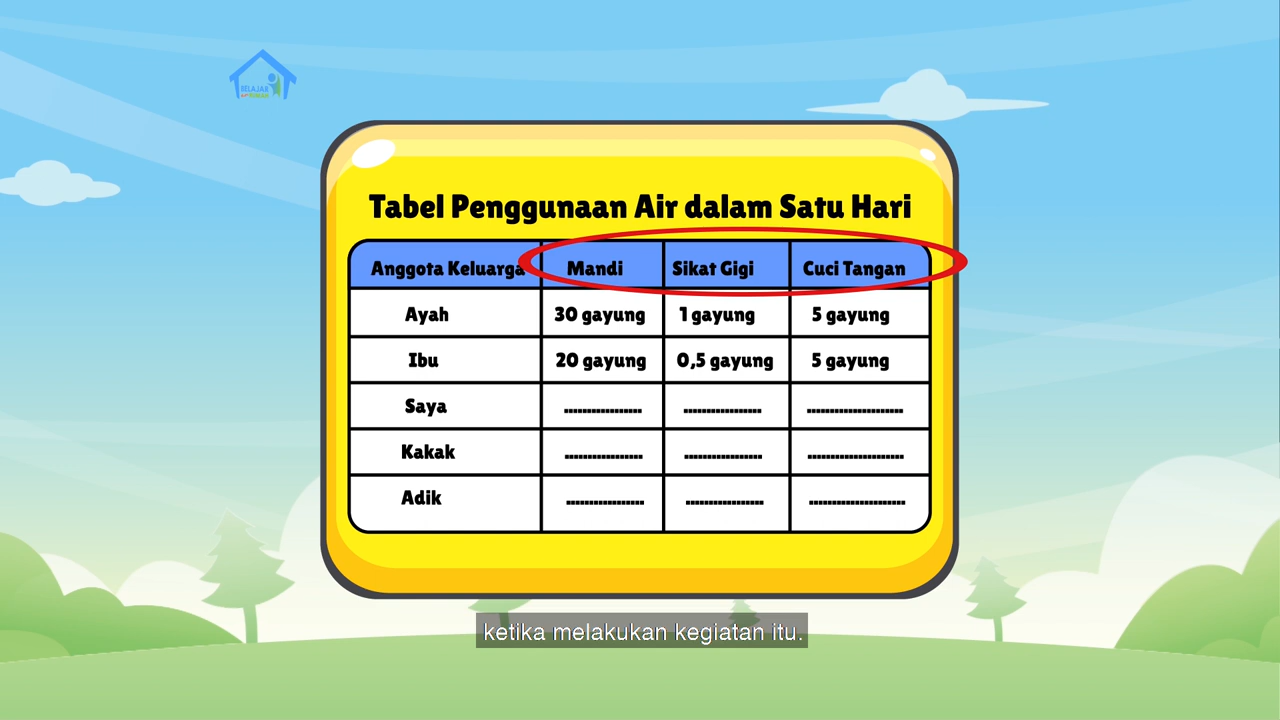 BELAJAR
Tabel Penggunaan Air dalam Satu Hari
Anggota Keluarga Mandi Sikat Gigi Cuci Tangan
Ayah 30 gayung 1 gayung 5 gayung
Ibu 20 gayung 0,5 gayung 5 gayung
Saya ................. ................. .....................
Kakak ................. ................. .....................
Adik ................. ................. .....................
ketika melakukan kegiatan itu.